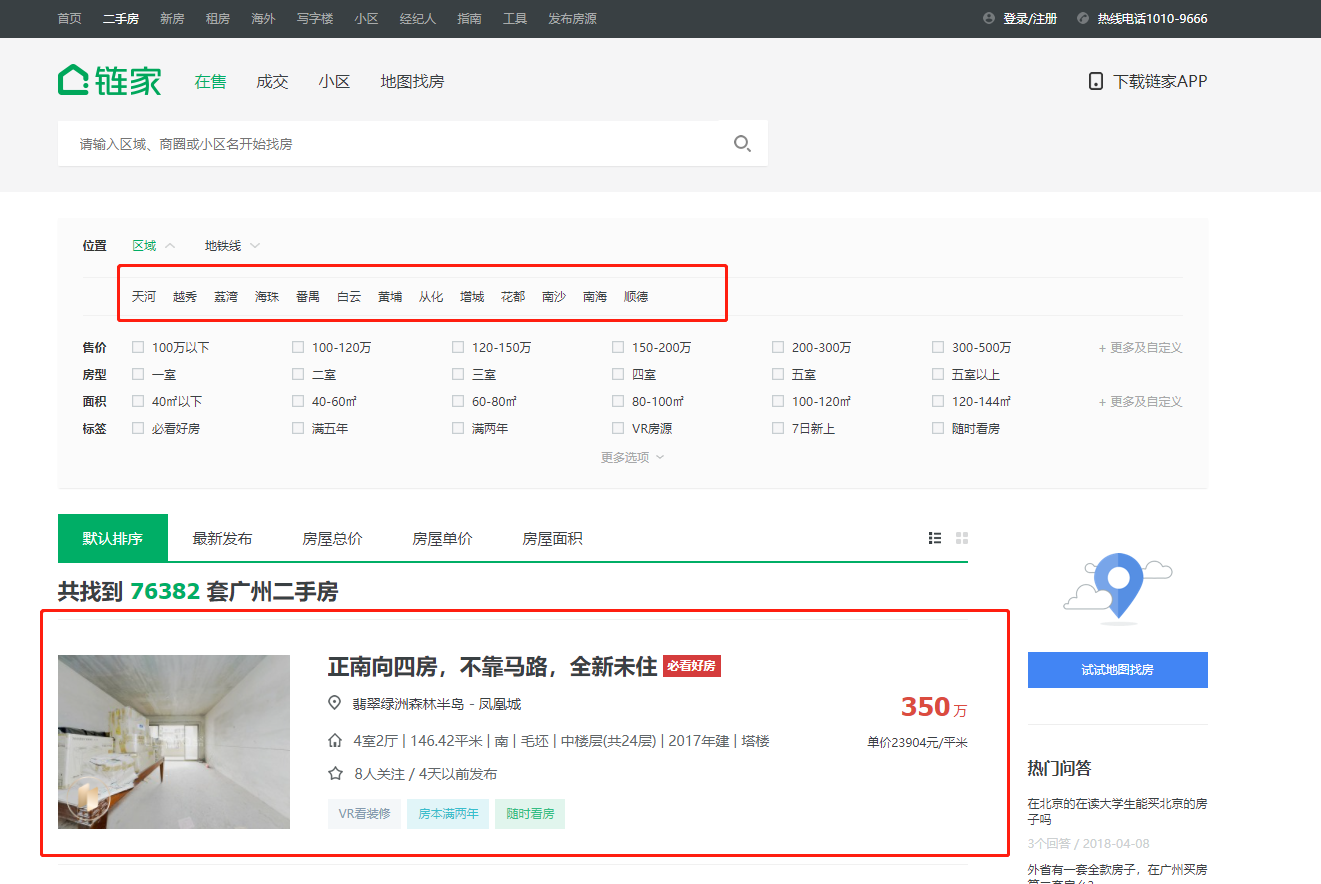 首页 二手房 新房 租房 海外 写字楼 小区 经纪人 指南 工具 发布房源 登录/注册 热线电话1010-9666
链家 在售 成交 小区 地图找房 下载链家APP
请输入区域、商圈或小区名开始找房
位置 区域 地铁线
天河 越秀 荔湾 海珠 番禺 白云 黄埔 从化 增城 花都 南沙 南海 顺德
售价 100万以下 100-120万 120-150万 150-200万 200-300万 300-500万 + 更多及自定义
房型 一室 二室 三室 四室 五室 五室以上
面积 40㎡以下 40-60㎡ 60-80㎡ 80-100㎡ 100-120㎡ 120-144㎡ + 更多及自定义
标签 必看好房 满五年 满两年 VR房源 7日新上 随时看房
更多选项
默认排序 最新发布 房屋总价 房屋单价 房屋面积
共找到 76382 套广州二手房
正南向四房，不靠马路，全新未住 必看好房
翡翠绿洲森林半岛 - 凤凰城
350万
4室2厅 | 146.42平米 | 南 | 毛坯 | 中楼层(共24层) | 2017年建 | 塔楼
单价23904元/平米
8人关注 / 4天以前发布
VR看装修 房本满两年 随时看房
试试地图找房
热门问答
在北京的在读大学生能买北京的房
子吗
3个回答 / 2018-04-08
外省有一套全款房子，在广州买房